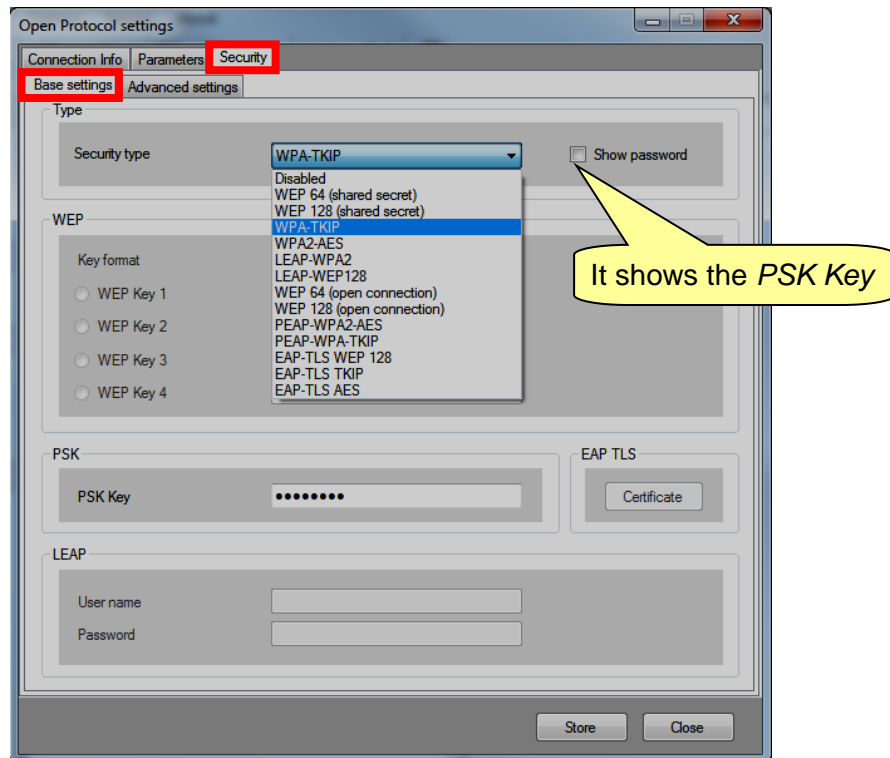 Open Protocol settings
Connection Info Parameters Security
Base settings Advanced settings
Type
Security type WPA-TKIP Show password
Disabled
WEP 64 (shared secret)
WEP 128 (shared secret)
WPA-TKIP
WPA2-AES
LEAP-WPA2
LEAP-WEP128
WEP 64 (open connection)
WEP 128 (open connection)
PEAP-WPA2-AES
PEAP-WPA-TKIP
EAP-TLS WEP 128
EAP-TLS TKIP
EAP-TLS AES
It shows the PSK Key
WEP
Key format
WEP Key 1
WEP Key 2
WEP Key 3
WEP Key 4
PSK
PSK Key ••••••••
EAP TLS
Certificate
LEAP
User name
Password
Store Close